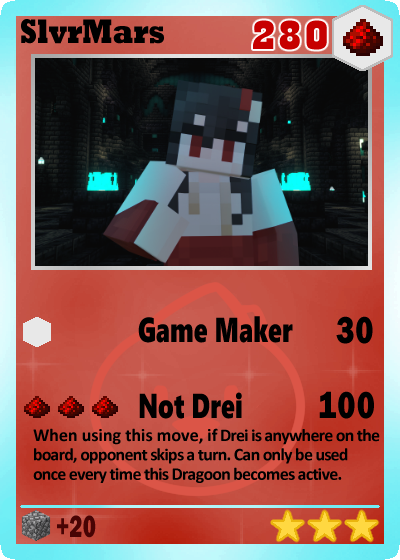 SlvrMars 280
Game Maker 30
Not Drei 100
When using this move, if Drei is anywhere on the
board, opponent skips a turn. Can only be used
once every time this Dragoon becomes active.
+20